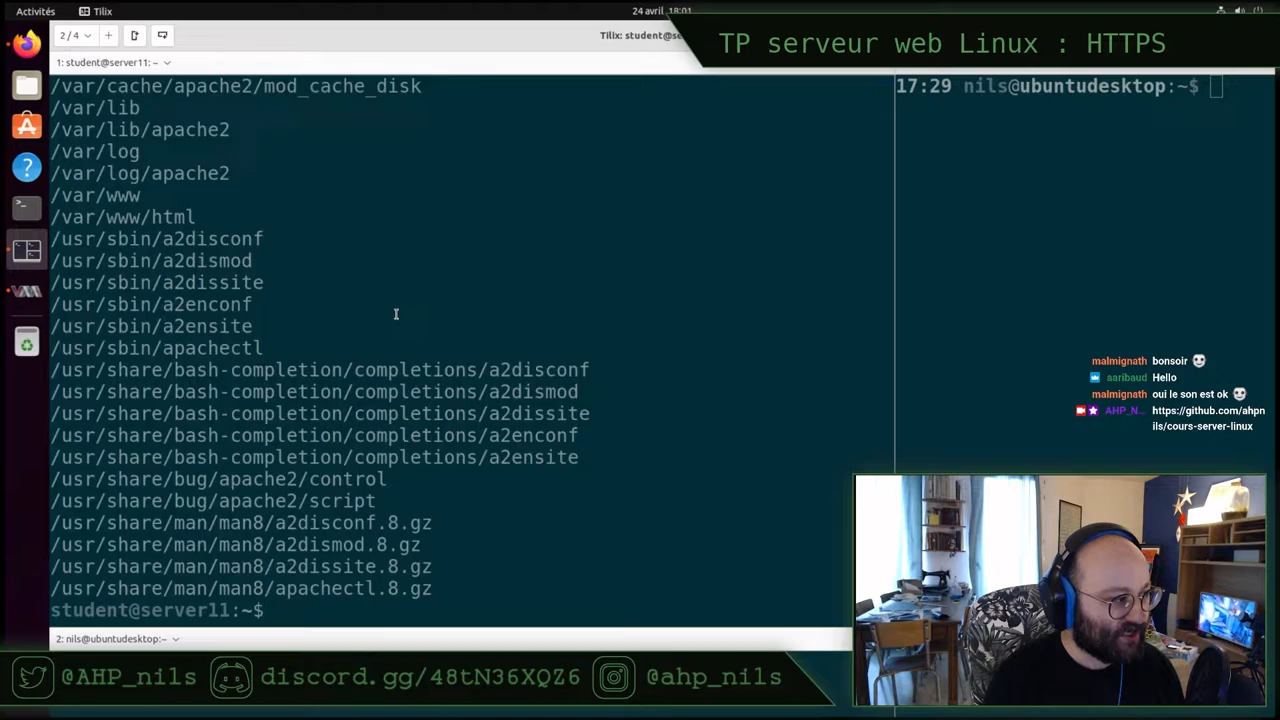 Activités
Tilix
24 avril 18:01
2 / 4
Tilix: student@se
TP serveur web Linux : HTTPS
1: student@server11: ~
/var/cache/apache2/mod_cache_disk
/var/lib
/var/lib/apache2
/var/log
/var/log/apache2
/var/www
/var/www/html
/usr/sbin/a2disconf
/usr/sbin/a2dismod
/usr/sbin/a2dissite
/usr/sbin/a2enconf
/usr/sbin/a2ensite
/usr/sbin/apachectl
/usr/share/bash-completion/completions/a2disconf
/usr/share/bash-completion/completions/a2dismod
/usr/share/bash-completion/completions/a2dissite
/usr/share/bash-completion/completions/a2enconf
/usr/share/bash-completion/completions/a2ensite
/usr/share/bug/apache2/control
/usr/share/bug/apache2/script
/usr/share/man/man8/a2disconf.8.gz
/usr/share/man/man8/a2dismod.8.gz
/usr/share/man/man8/a2dissite.8.gz
/usr/share/man/man8/apachectl.8.gz
student@server11:~$
17:29 nils@ubuntudesktop:~$
malmignath bonsoir
aaribaud Hello
malmignath oui le son est ok
AHP_N... https://github.com/ahpn
ils/cours-server-linux
2: nils@ubuntudesktop:~
@AHP_nils
discord.gg/48tN36XQZ6
@ahp_nils